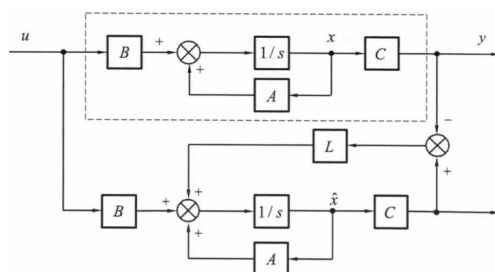 u x y
B + 1/s C
+
A
−
L
+
+
B + 1/s x̂ C
+
A